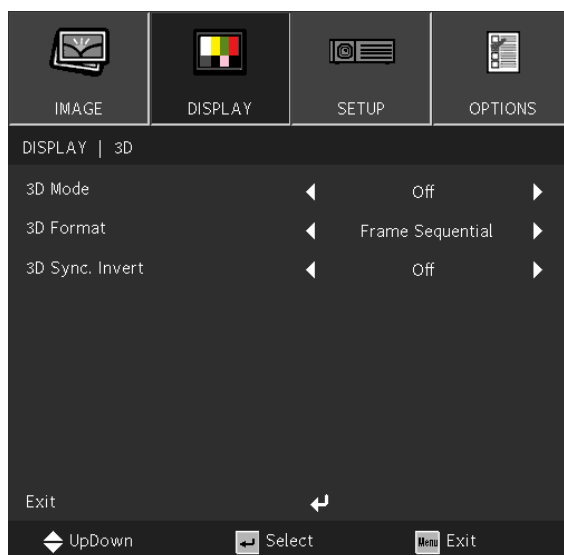 IMAGE DISPLAY SETUP OPTIONS
DISPLAY | 3D
3D Mode Off
3D Format Frame Sequential
3D Sync. Invert Off
Exit
UpDown Select Menu Exit